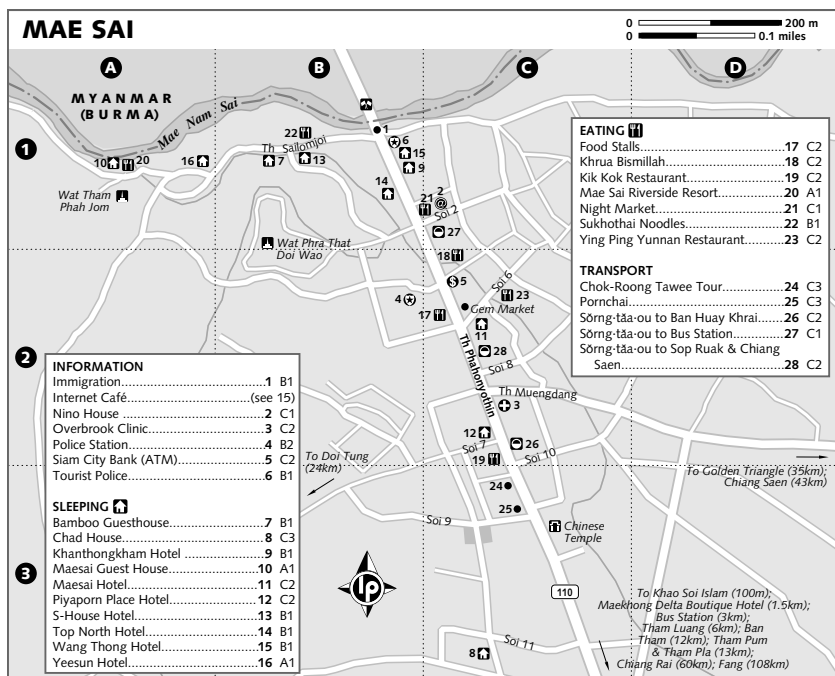 MAE SAI
0 200 m
0 0.1 miles
A
B
C
D
1
2
3
MYANMAR
(BURMA)
Mae Nam Sai
1
22
6
15
9
10 20
16
Th Sailomjoi
7
13
14
2
21
Soi 2
Wat Tham
Phah Jom
27
Wat Phra That
Doi Wao
18
5
Soi 6
23
4
Gem Market
17
11
28
Th Phahonyothin
Soi 8
Th Muengdang
3
12
Soi 7
26
To Doi Tung
(24km)
19
Soi 10
To Golden Triangle (35km);
Chiang Saen (43km)
24
25
Soi 9
Chinese
Temple
lp
110
To Khao Soi Islam (100m);
Maekhong Delta Boutique Hotel (1.5km);
Bus Station (3km);
Tham Luang (6km); Ban
Tham (12km); Tham Pum
& Tham Pla (13km);
Chiang Rai (60km); Fang (108km)
Soi 11
8
EATING
Food Stalls 17 C2
Khrua Bismillah 18 C2
Kik Kok Restaurant 19 C2
Mae Sai Riverside Resort 20 A1
Night Market 21 C1
Sukhothai Noodles 22 B1
Ying Ping Yunnan Restaurant 23 C2
TRANSPORT
Chok-Roong Tawee Tour 24 C3
Pornchai 25 C3
Sŏrng·tăa·ou to Ban Huay Khrai 26 C2
Sŏrng·tăa·ou to Bus Station 27 C1
Sŏrng·tăa·ou to Sop Ruak & Chiang
Saen 28 C2
INFORMATION
Immigration 1 B1
Internet Café (see 15)
Nino House 2 C1
Overbrook Clinic 3 C2
Police Station 4 B2
Siam City Bank (ATM) 5 C2
Tourist Police 6 B1
SLEEPING
Bamboo Guesthouse 7 B1
Chad House 8 C3
Khanthongkham Hotel 9 B1
Maesai Guest House 10 A1
Maesai Hotel 11 C2
Piyaporn Place Hotel 12 C2
S-House Hotel 13 B1
Top North Hotel 14 B1
Wang Thong Hotel 15 B1
Yeesun Hotel 16 A1